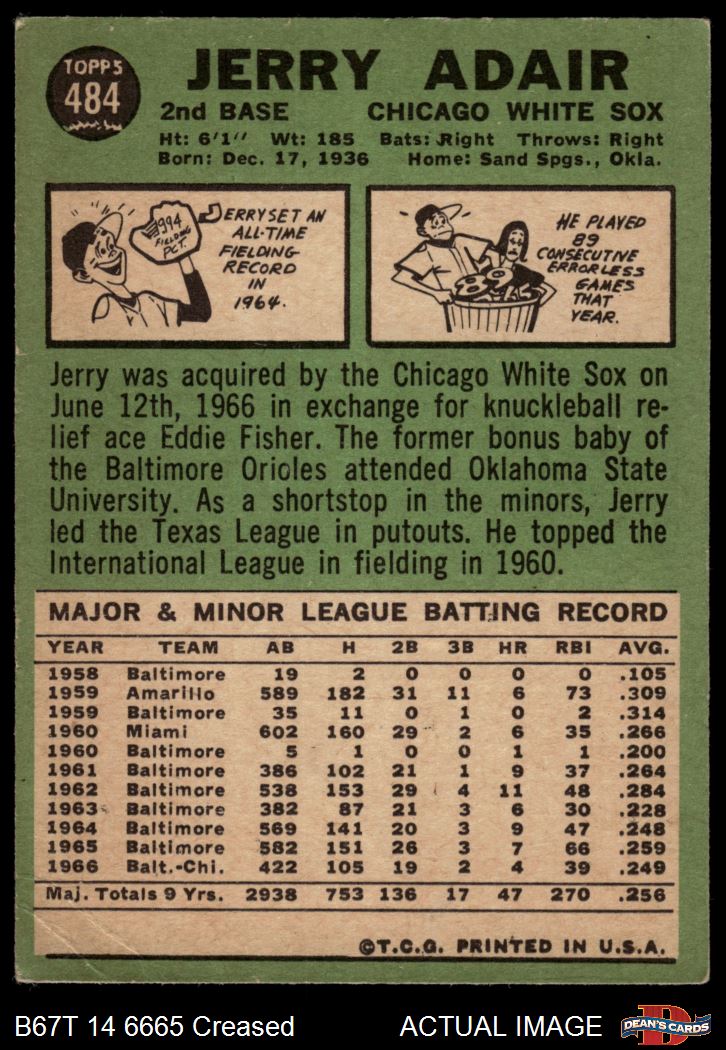 TOPPS
484
JERRY ADAIR
2nd BASE CHICAGO WHITE SOX
Ht: 6'1" Wt: 185 Bats: Right Throws: Right
Born: Dec. 17, 1936 Home: Sand Spgs., Okla.
.994
FIELDING
PCT.
JERRY SET AN
ALL-TIME
FIELDING
RECORD
IN
1964.
HE PLAYED
89
CONSECUTIVE
ERRORLESS
GAMES
THAT
YEAR.
Jerry was acquired by the Chicago White Sox on
June 12th, 1966 in exchange for knuckleball re-
lief ace Eddie Fisher. The former bonus baby of
the Baltimore Orioles attended Oklahoma State
University. As a shortstop in the minors, Jerry
led the Texas League in putouts. He topped the
International League in fielding in 1960.
MAJOR & MINOR LEAGUE BATTING RECORD
YEAR TEAM AB H 2B 3B HR RBI AVG.
1958 Baltimore 19 2 0 0 0 0 .105
1959 Amarillo 589 182 31 11 6 73 .309
1959 Baltimore 35 11 0 1 0 2 .314
1960 Miami 602 160 29 2 6 35 .266
1960 Baltimore 5 1 0 0 1 1 .200
1961 Baltimore 386 102 21 1 9 37 .264
1962 Baltimore 538 153 29 4 11 48 .284
1963 Baltimore 382 87 21 3 6 30 .228
1964 Baltimore 569 141 20 3 9 47 .248
1965 Baltimore 582 151 26 3 7 66 .259
1966 Balt.-Chi. 422 105 19 2 4 39 .249
Maj. Totals 9 Yrs. 2938 753 136 17 47 270 .256
©T.C.G. PRINTED IN U.S.A.
B67T 14 6665 Creased ACTUAL IMAGE
DEAN'S CARDS